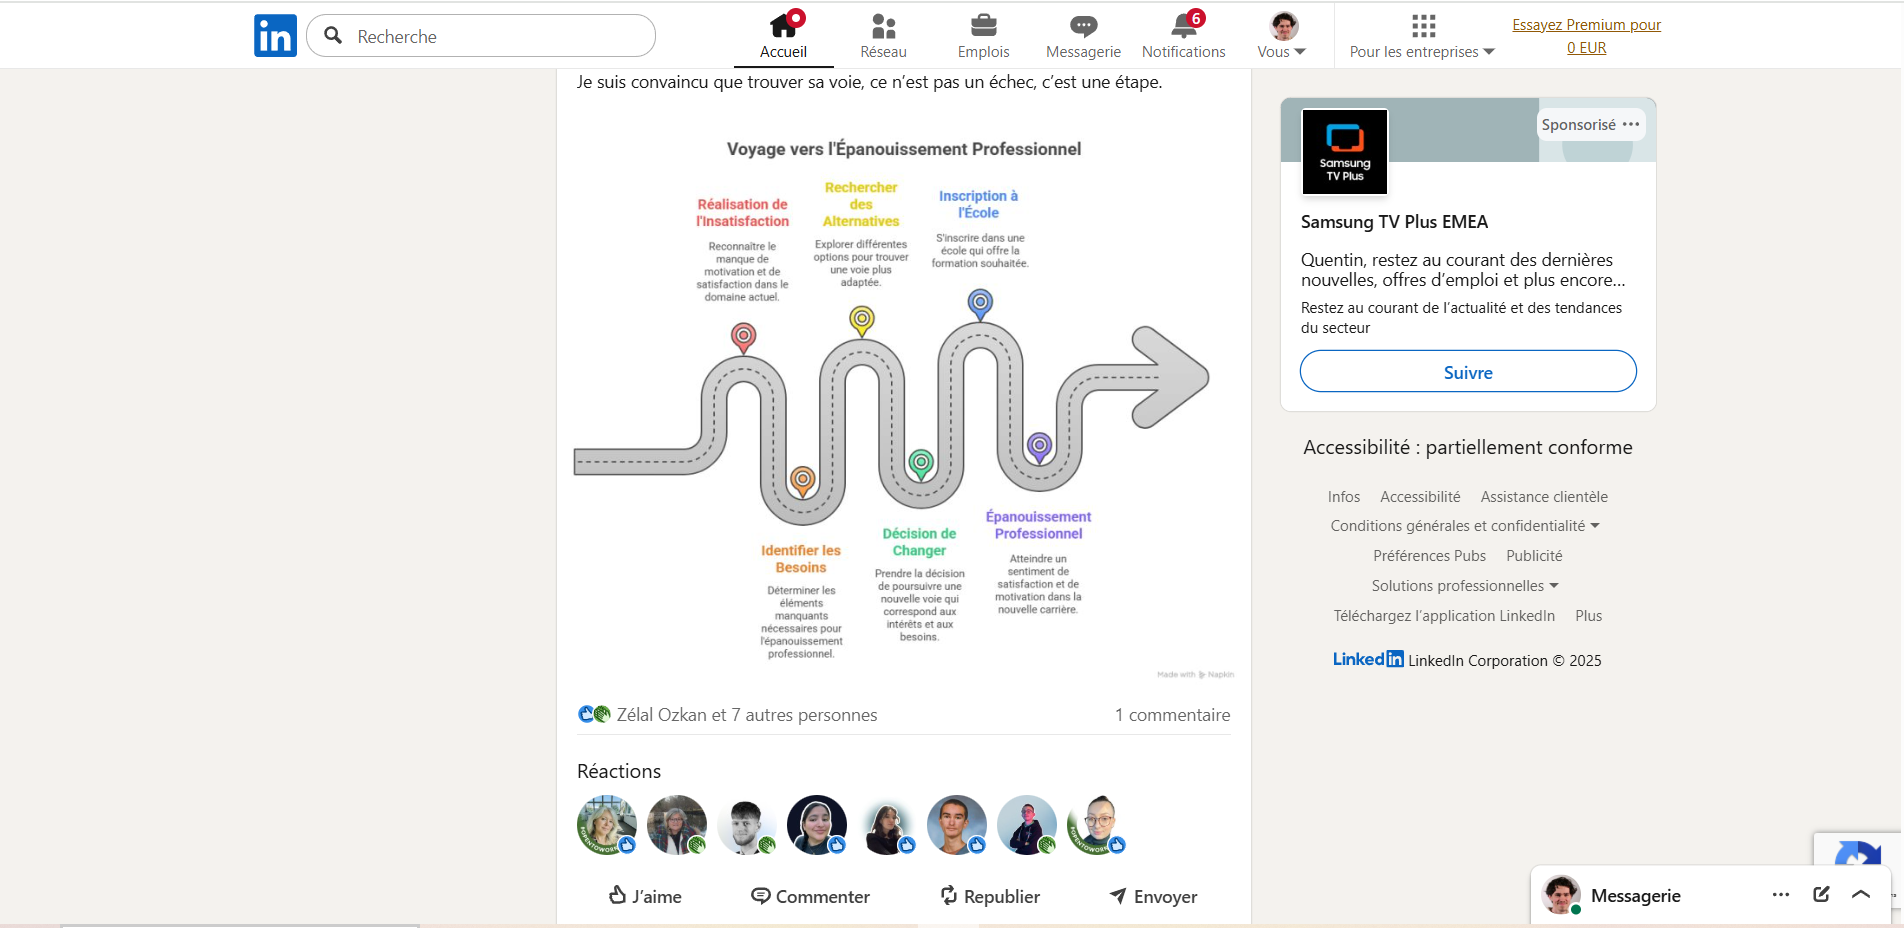 in
Recherche
Accueil
Réseau
Emplois
Messagerie
6
Notifications
Vous
Pour les entreprises
Essayez Premium pour
0 EUR
Je suis convaincu que trouver sa voie, ce n’est pas un échec, c’est une étape.
Voyage vers l'Épanouissement Professionnel
Réalisation de
l'Insatisfaction
Reconnaître le
manque de
motivation et de
satisfaction dans le
domaine actuel.
Rechercher
des
Alternatives
Explorer différentes
options pour trouver
une voie plus
adaptée.
Inscription à
l'École
S'inscrire dans une
école qui offre la
formation souhaitée.
Identifier les
Besoins
Déterminer les
éléments
manquants
nécessaires pour
l'épanouissement
professionnel.
Décision de
Changer
Prendre la décision
de poursuivre une
nouvelle voie qui
correspond aux
intérêts et aux
besoins.
Épanouissement
Professionnel
Atteindre un
sentiment de
satisfaction et de
motivation dans la
nouvelle carrière.
Made with Napkin
Zélal Ozkan et 7 autres personnes
1 commentaire
Réactions
J’aime
Commenter
Republier
Envoyer
Sponsorisé
Samsung
TV Plus
Samsung TV Plus EMEA
Quentin, restez au courant des dernières
nouvelles, offres d’emploi et plus encore...
Restez au courant de l’actualité et des tendances
du secteur
Suivre
Accessibilité : partiellement conforme
Infos Accessibilité Assistance clientèle
Conditions générales et confidentialité
Préférences Pubs Publicité
Solutions professionnelles
Téléchargez l’application LinkedIn Plus
LinkedIn LinkedIn Corporation © 2025
Messagerie